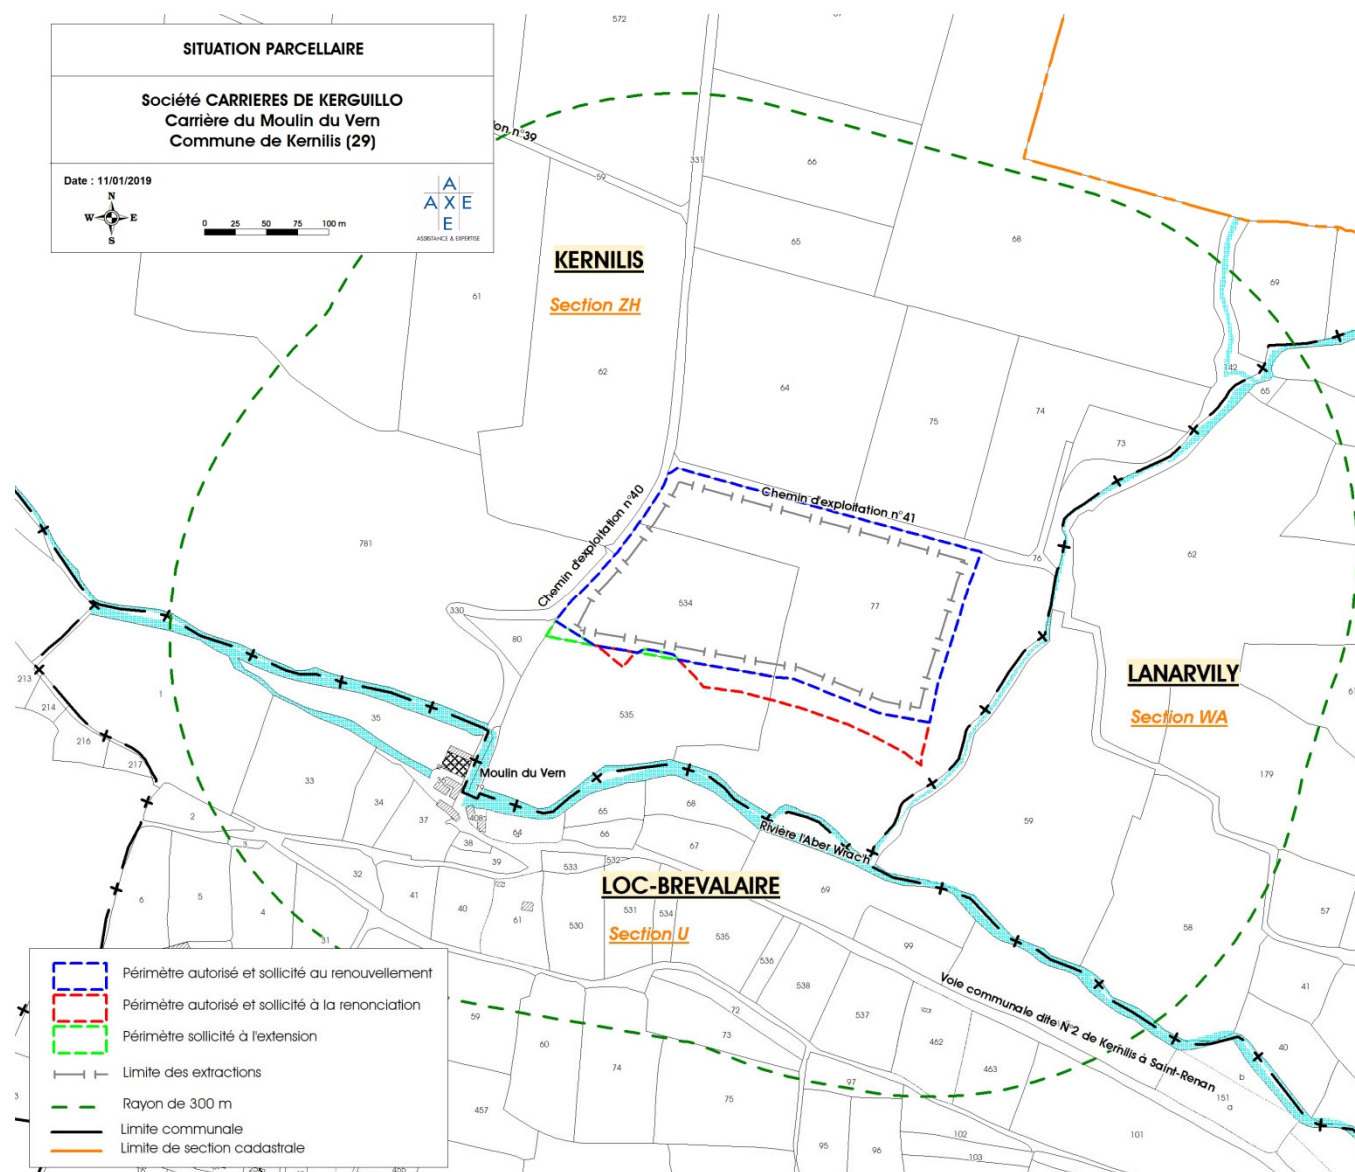 SITUATION PARCELLAIRE
Société CARRIERES DE KERGUILLO
Carrière du Moulin du Vern
Commune de Kernilis (29)
Date : 11/01/2019
N
W E
S
0 25 50 75 100 m
A
A X E
E
ASSISTANCE & EXPERTISE
572
ion n°39
59
331
66
65
68
69
KERNILIS
Section ZH
61
62
64
75
74
73
142
65
Chemin d'exploitation n°40
Chemin d'exploitation n°41
76
62
781
534
77
330
80
535
LANARVILY
Section WA
179
59
58
57
41
40
213
214
216
217
1
35
33
34
36
37
79
Moulin du Vern
408
64
65
66
68
67
Rivière l'Aber Wrac'h
2
3
38
39
32
41
40
61
533
532
530
531
534
535
536
538
537
69
99
462
463
LOC-BREVALAIRE
Section U
6
5
4
31
Voie communale dite N°2 de Kernilis à Saint-Renan
b
151
a
59
60
72
73
74
75
457
97
95
96
102
103
101
455
Périmètre autorisé et sollicité au renouvellement
Périmètre autorisé et sollicité à la renonciation
Périmètre sollicité à l'extension
Limite des extractions
Rayon de 300 m
Limite communale
Limite de section cadastrale